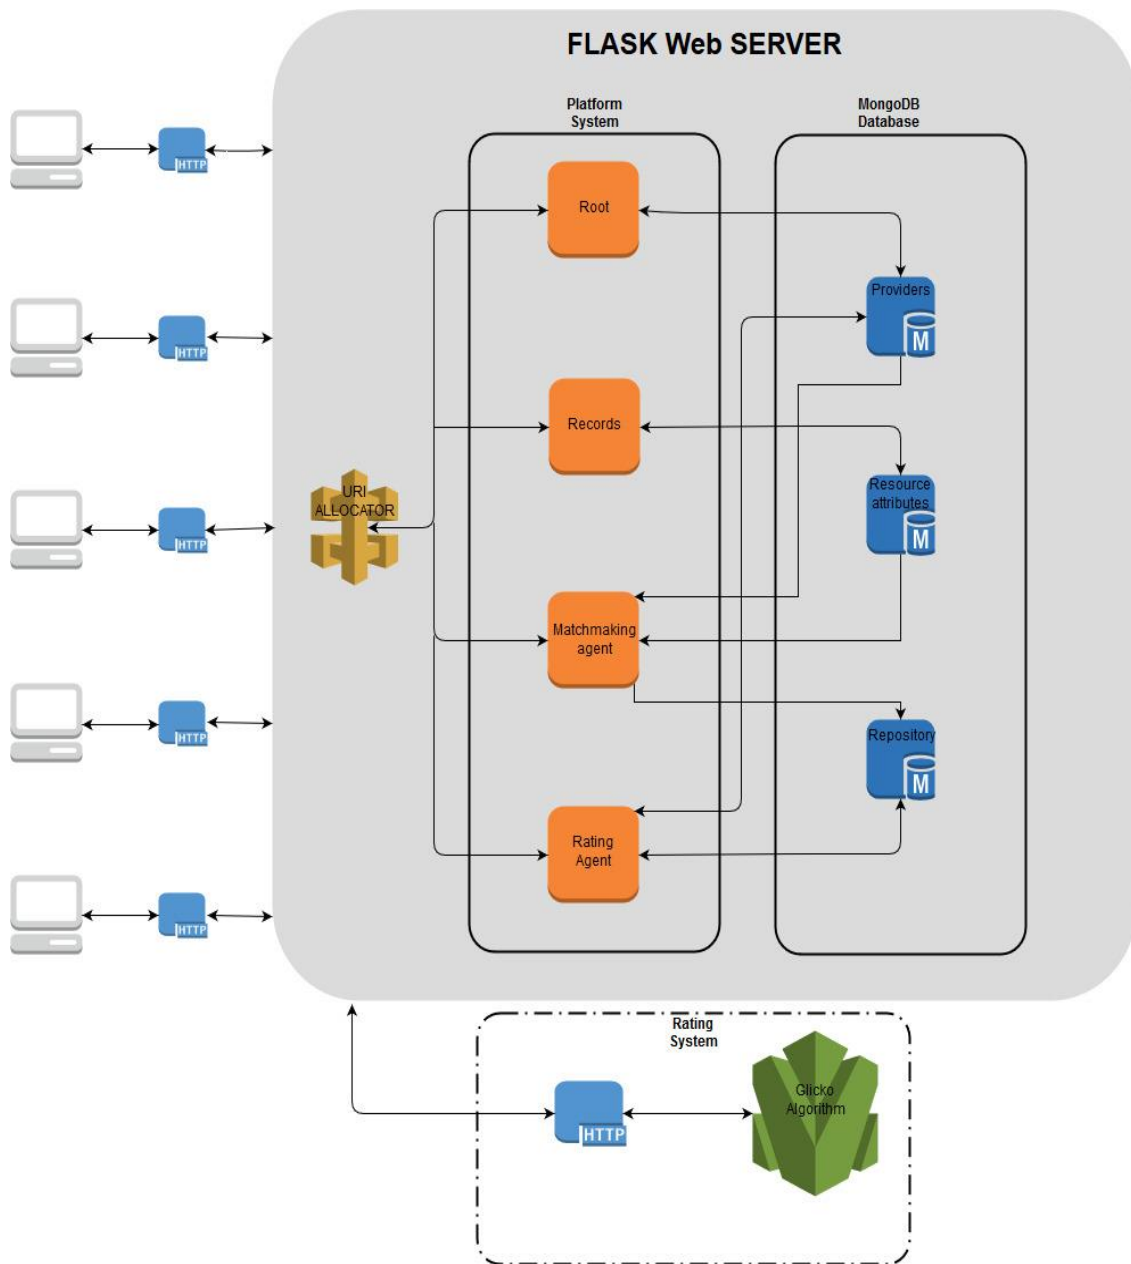 FLASK Web SERVER
Platform
System
MongoDB
Database
HTTP
Root
Providers
M
HTTP
Records
URI
ALLOCATOR
Resource
attributes
M
HTTP
Matchmaking
agent
HTTP
Repository
M
Rating
Agent
HTTP
Rating
System
HTTP
Glicko
Algorithm